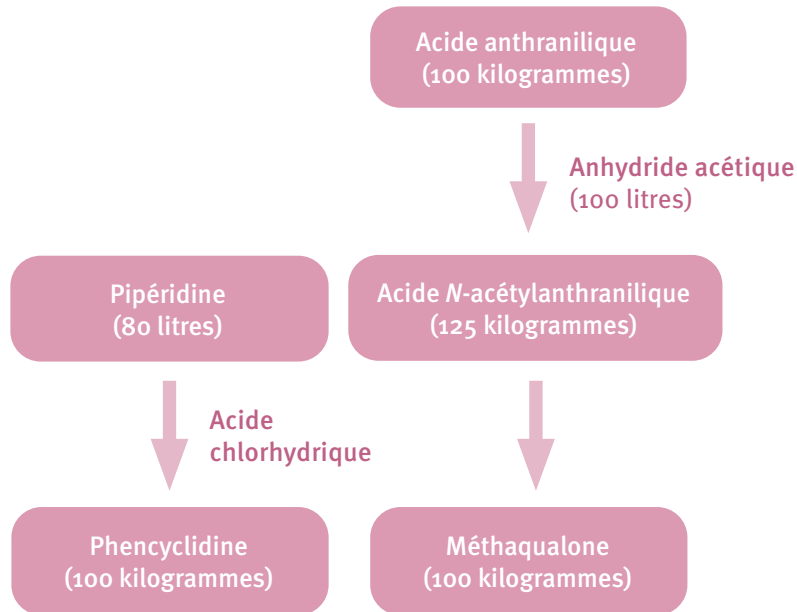 Acide anthranilique
(100 kilogrammes)
Anhydride acétique
(100 litres)
Pipéridine
(80 litres)
Acide N-acétylanthranilique
(125 kilogrammes)
Acide
chlorhydrique
Phencyclidine
(100 kilogrammes)
Méthaqualone
(100 kilogrammes)